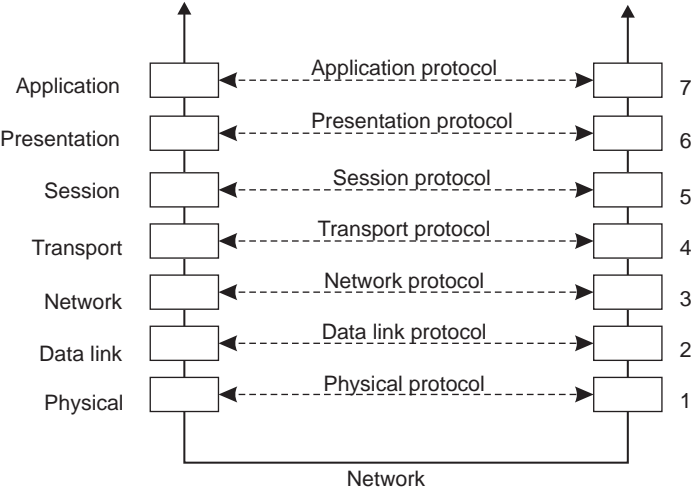 Application Application protocol 7
Presentation Presentation protocol 6
Session Session protocol 5
Transport Transport protocol 4
Network Network protocol 3
Data link Data link protocol 2
Physical Physical protocol 1
Network